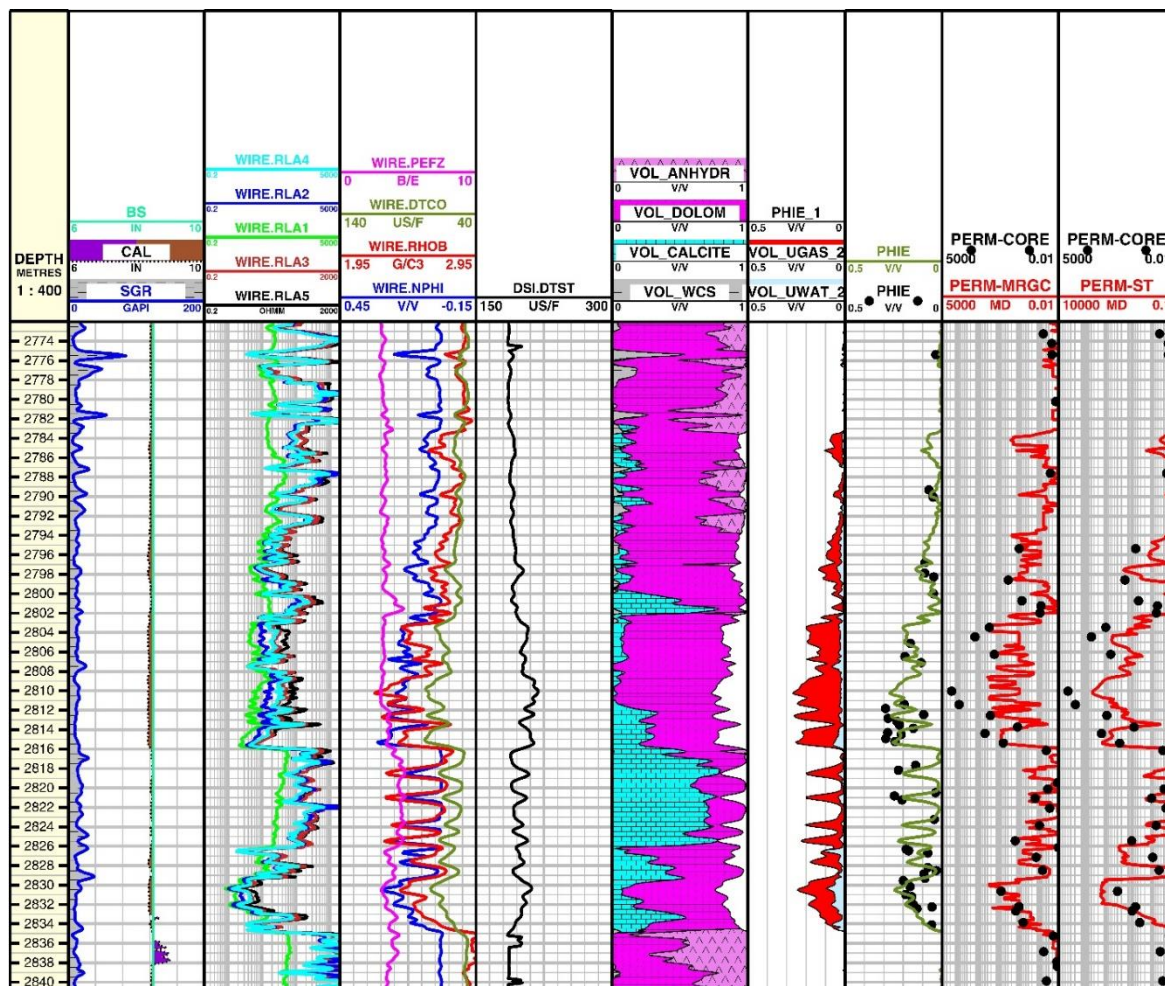 DEPTH
METRES
1 : 400
BS
6 IN 10
CAL
6 IN 10
SGR
0 GAPI 200
WIRE.RLA4
0.2 5000
WIRE.RLA2
0.2 5000
WIRE.RLA1
0.2 5000
WIRE.RLA3
0.2 2000
WIRE.RLA5
0.2 OHMM 2000
WIRE.PEFZ
0 B/E 10
WIRE.DTCO
140 US/F 40
WIRE.RHOB
1.95 G/C3 2.95
WIRE.NPHI
0.45 V/V -0.15
DSI.DTST
150 US/F 300
VOL_ANHYDR
0 V/V 1
VOL_DOLOM
0 V/V 1
VOL_CALCITE
0 V/V 1
VOL_WCS
0 V/V 1
PHIE_1
0.5 V/V 0
VOL_UGAS_2
0.5 V/V 0
VOL_UWAT_2
0.5 V/V 0
PHIE
0.5 V/V 0
PHIE
0.5 V/V 0
PERM-CORE
5000 0.01
PERM-MRGC
5000 MD 0.01
PERM-CORE
5000 0.01
PERM-ST
10000 MD 0.
2774
2776
2778
2780
2782
2784
2786
2788
2790
2792
2794
2796
2798
2800
2802
2804
2806
2808
2810
2812
2814
2816
2818
2820
2822
2824
2826
2828
2830
2832
2834
2836
2838
2840